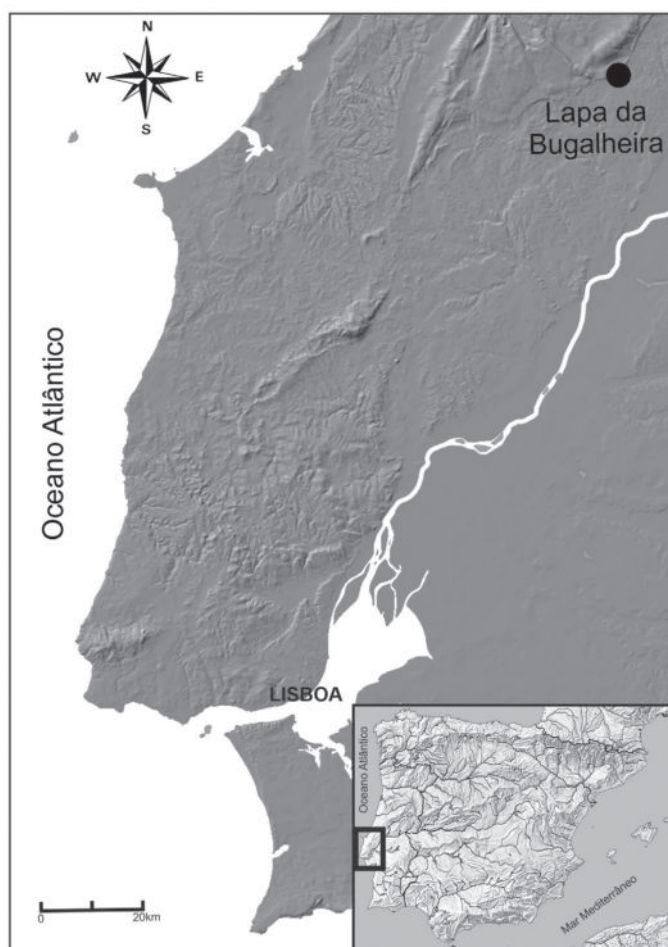 N
W
E
S
Lapa da
Bugalheira
Oceano Atlântico
LISBOA
Oceano Atlântico
Mar Mediterrâneo
0
20km